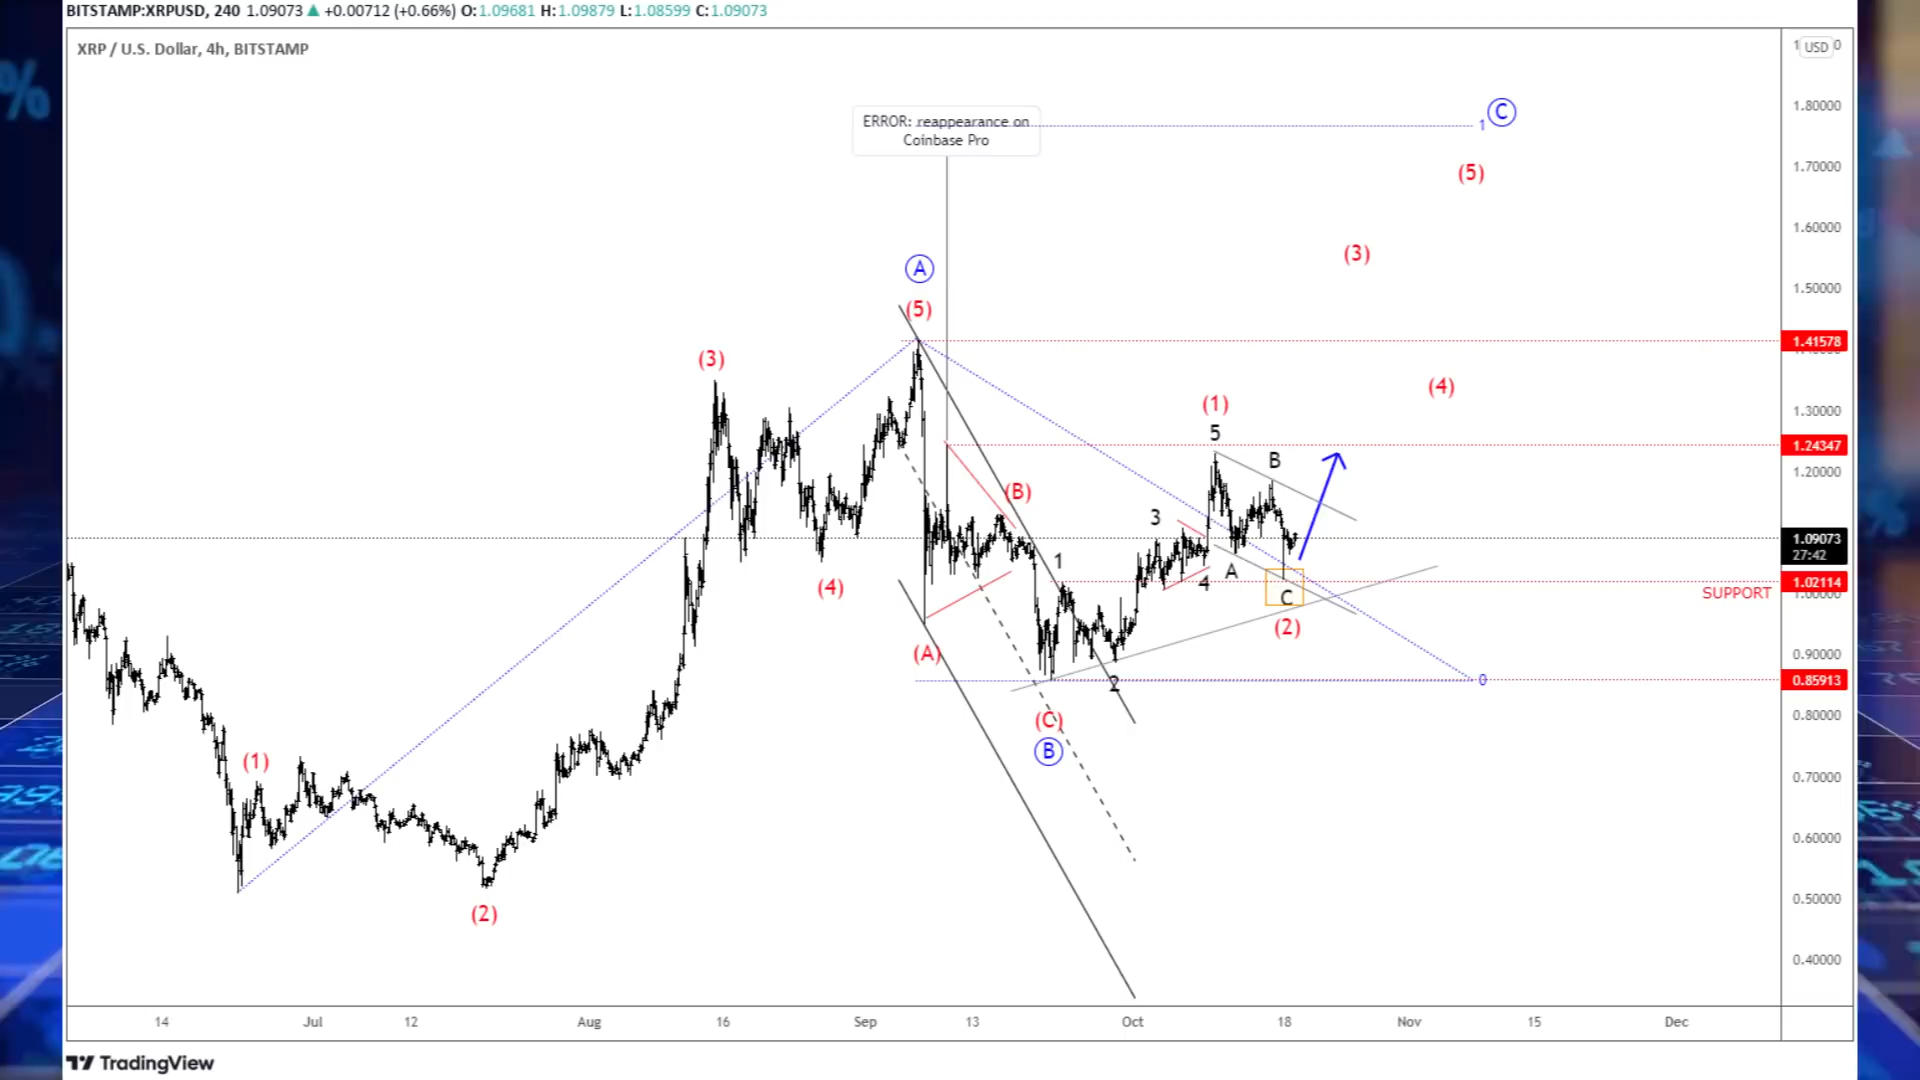 BITSTAMP:XRPUSD, 240 1.09073 ▲ +0.00712 (+0.66%) O:1.09681 H:1.09879 L:1.08599 C:1.09073
XRP / U.S. Dollar, 4h, BITSTAMP
USD
ERROR: reappearance on
Coinbase Pro
1
C
1.80000
1.70000
(5)
1.60000
(3)
A
1.50000
(5)
1.41578
(3)
(4)
1.30000
(1)
5
1.24347
B
1.20000
(B)
3
1.09073
27:42
1
A
4
(4)
1.02114
C
SUPPORT
1.00000
(2)
(A)
0.90000
2
0
0.85913
(C)
0.80000
B
(1)
0.70000
0.60000
0.50000
(2)
0.40000
14 Jul 12 Aug 16 Sep 13 Oct 18 Nov 15 Dec
TradingView